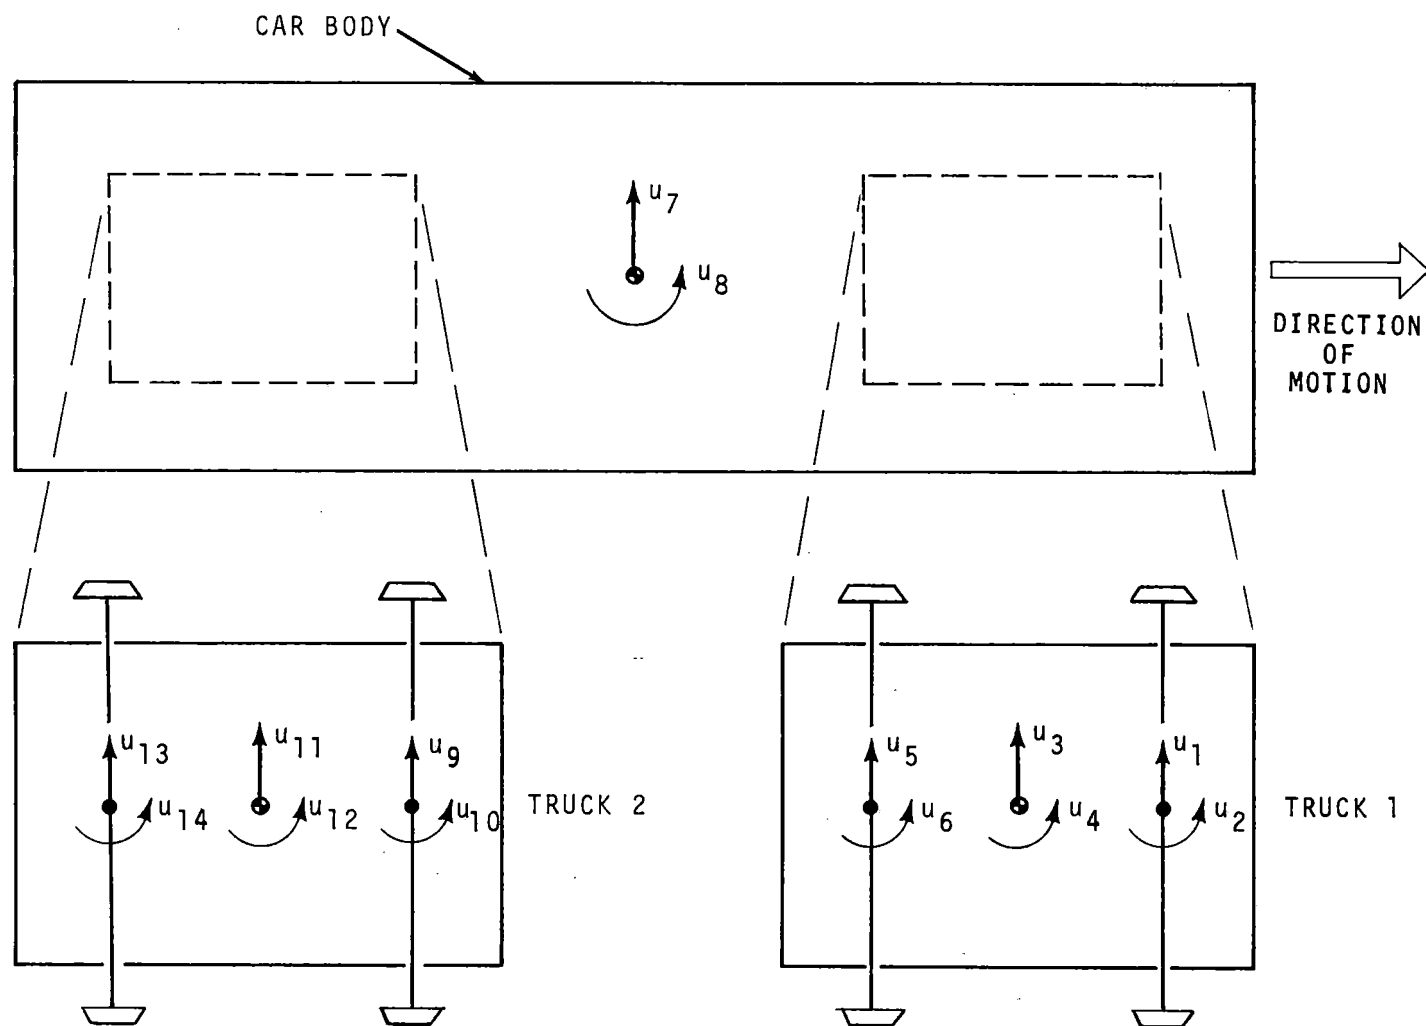 CAR BODY
u7
u8
DIRECTION
OF
MOTION
u13
u11
u9
u14
u12
u10
TRUCK 2
u5
u3
u1
u6
u4
u2
TRUCK 1